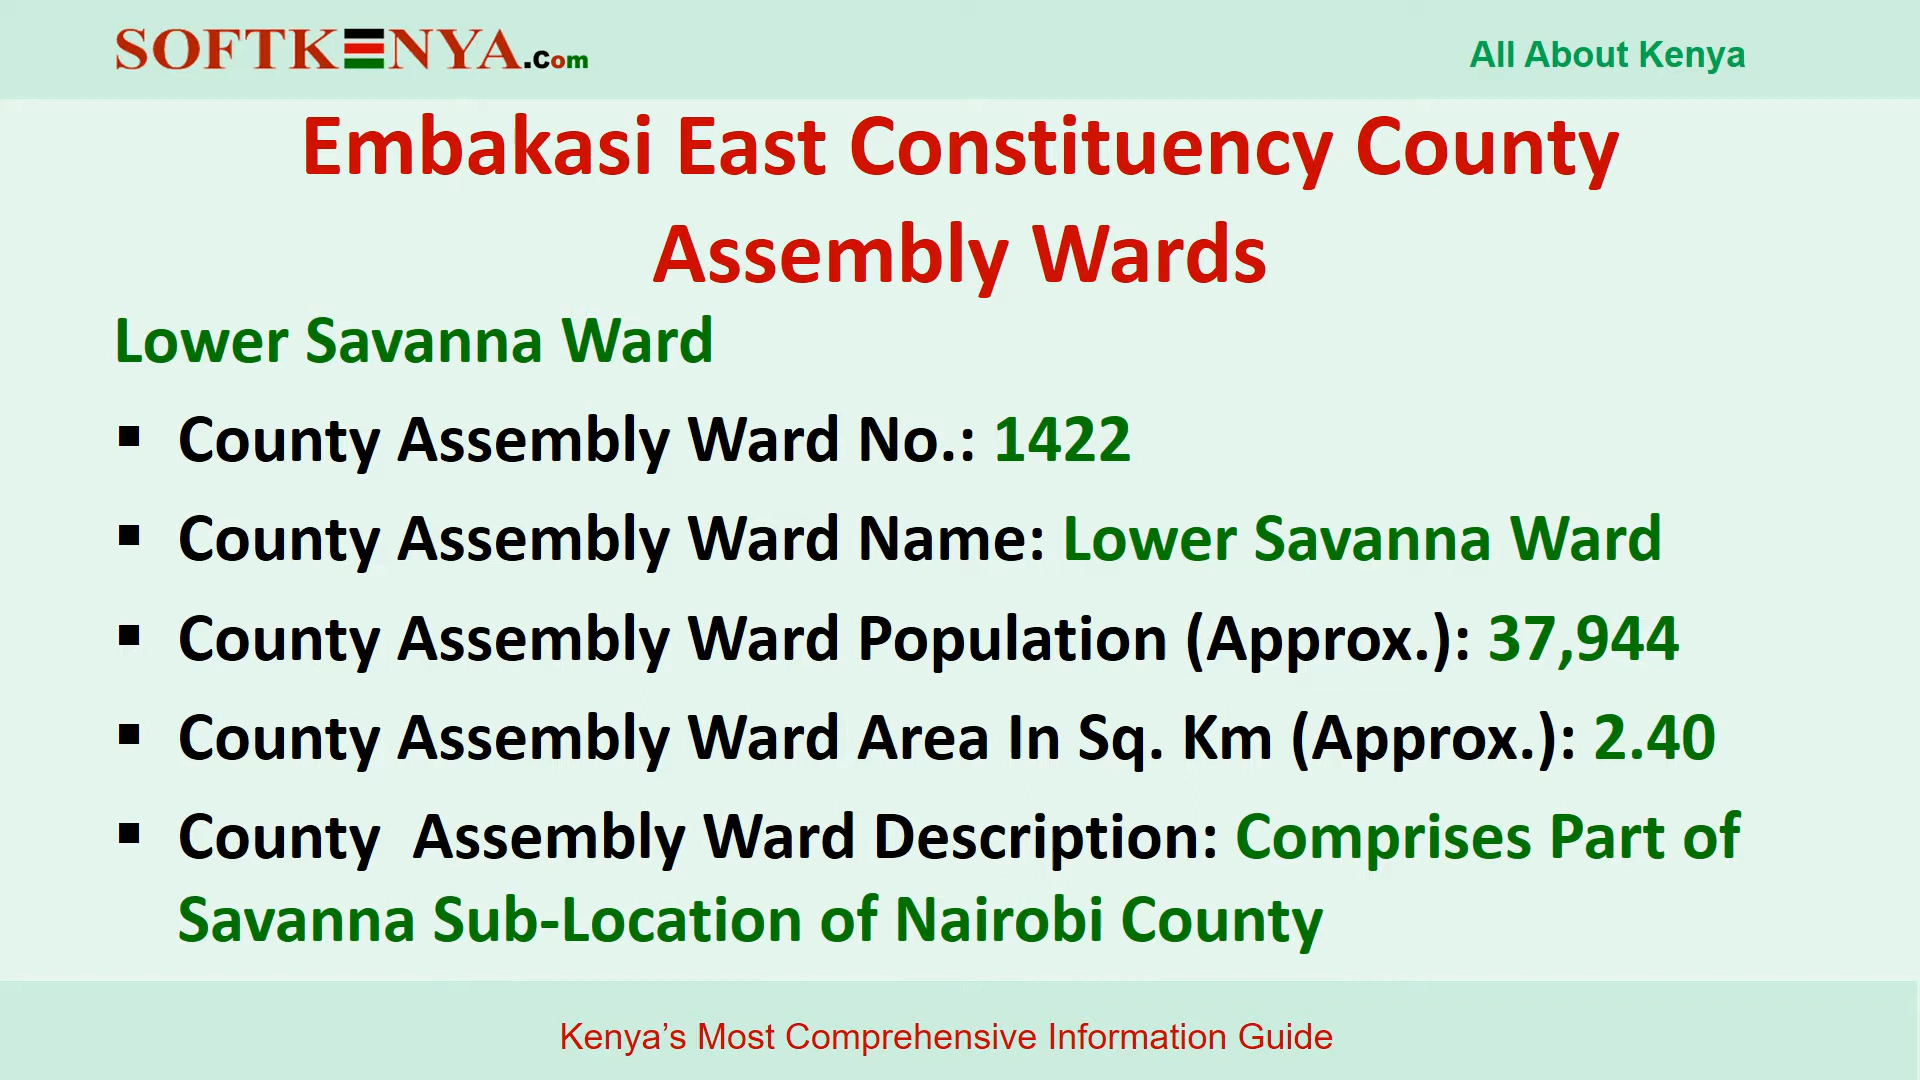 SOFTKENYA.Com
All About Kenya
Embakasi East Constituency County
Assembly Wards
Lower Savanna Ward
▪ County Assembly Ward No.: 1422
▪ County Assembly Ward Name: Lower Savanna Ward
▪ County Assembly Ward Population (Approx.): 37,944
▪ County Assembly Ward Area In Sq. Km (Approx.): 2.40
▪ County  Assembly Ward Description: Comprises Part of
Savanna Sub-Location of Nairobi County
Kenya’s Most Comprehensive Information Guide